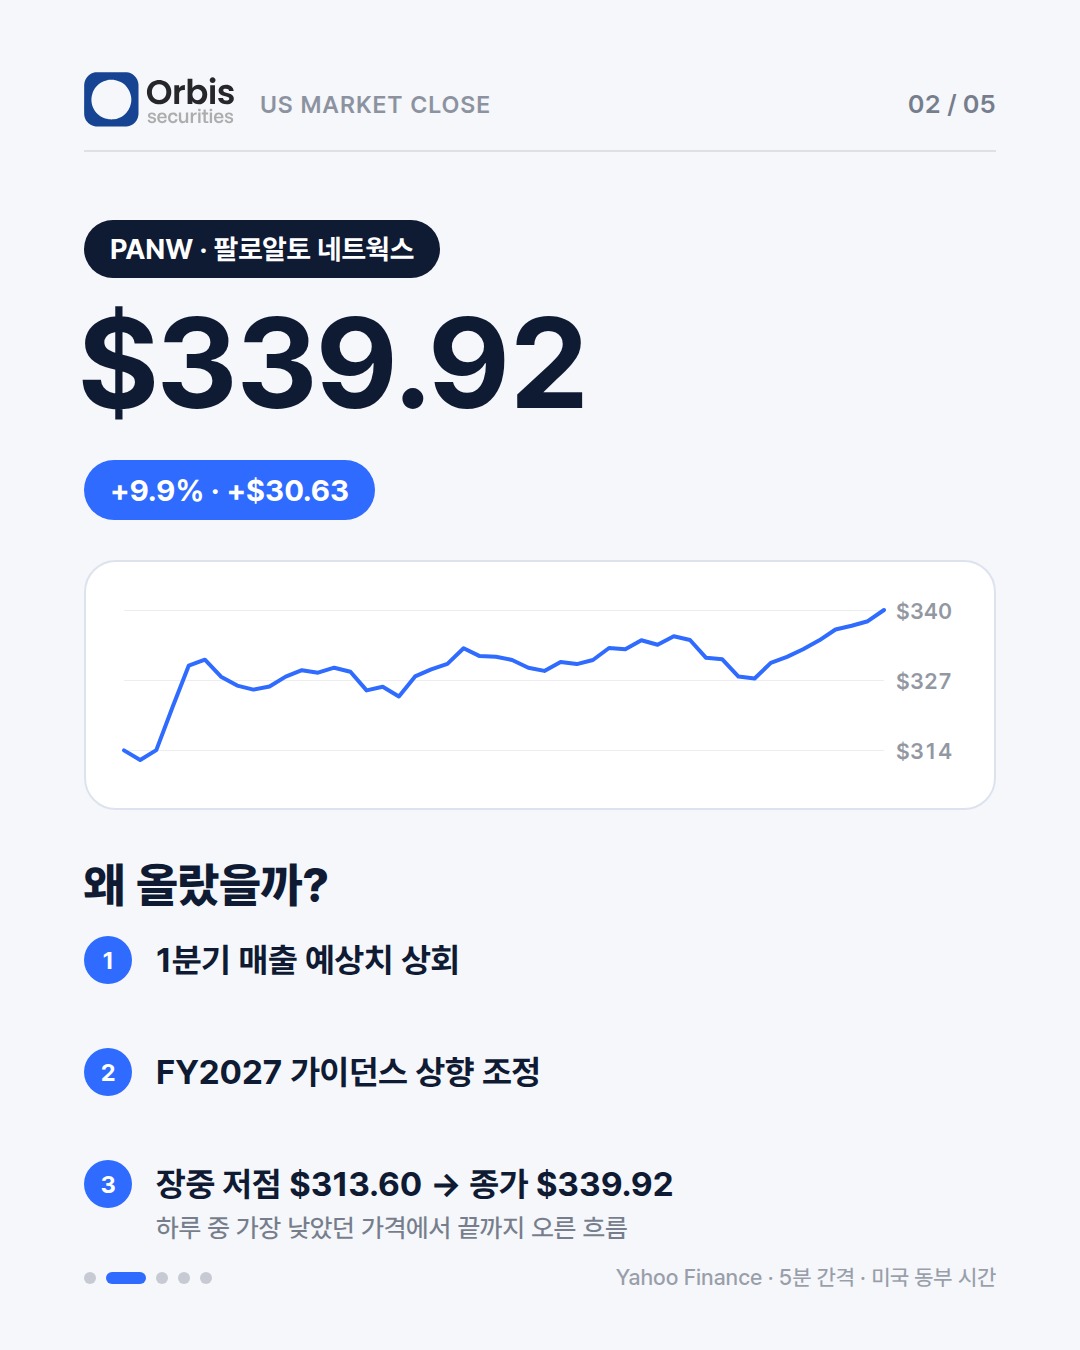 Orbis
securities
US MARKET CLOSE
02 / 05
PANW · 팔로알토 네트웍스
$339.92
+9.9% · +$30.63
$340
$327
$314
왜 올랐을까?
1 1분기 매출 예상치 상회
2 FY2027 가이던스 상향 조정
3 장중 저점 $313.60 → 종가 $339.92
하루 중 가장 낮았던 가격에서 끝까지 오른 흐름
Yahoo Finance · 5분 간격 · 미국 동부 시간